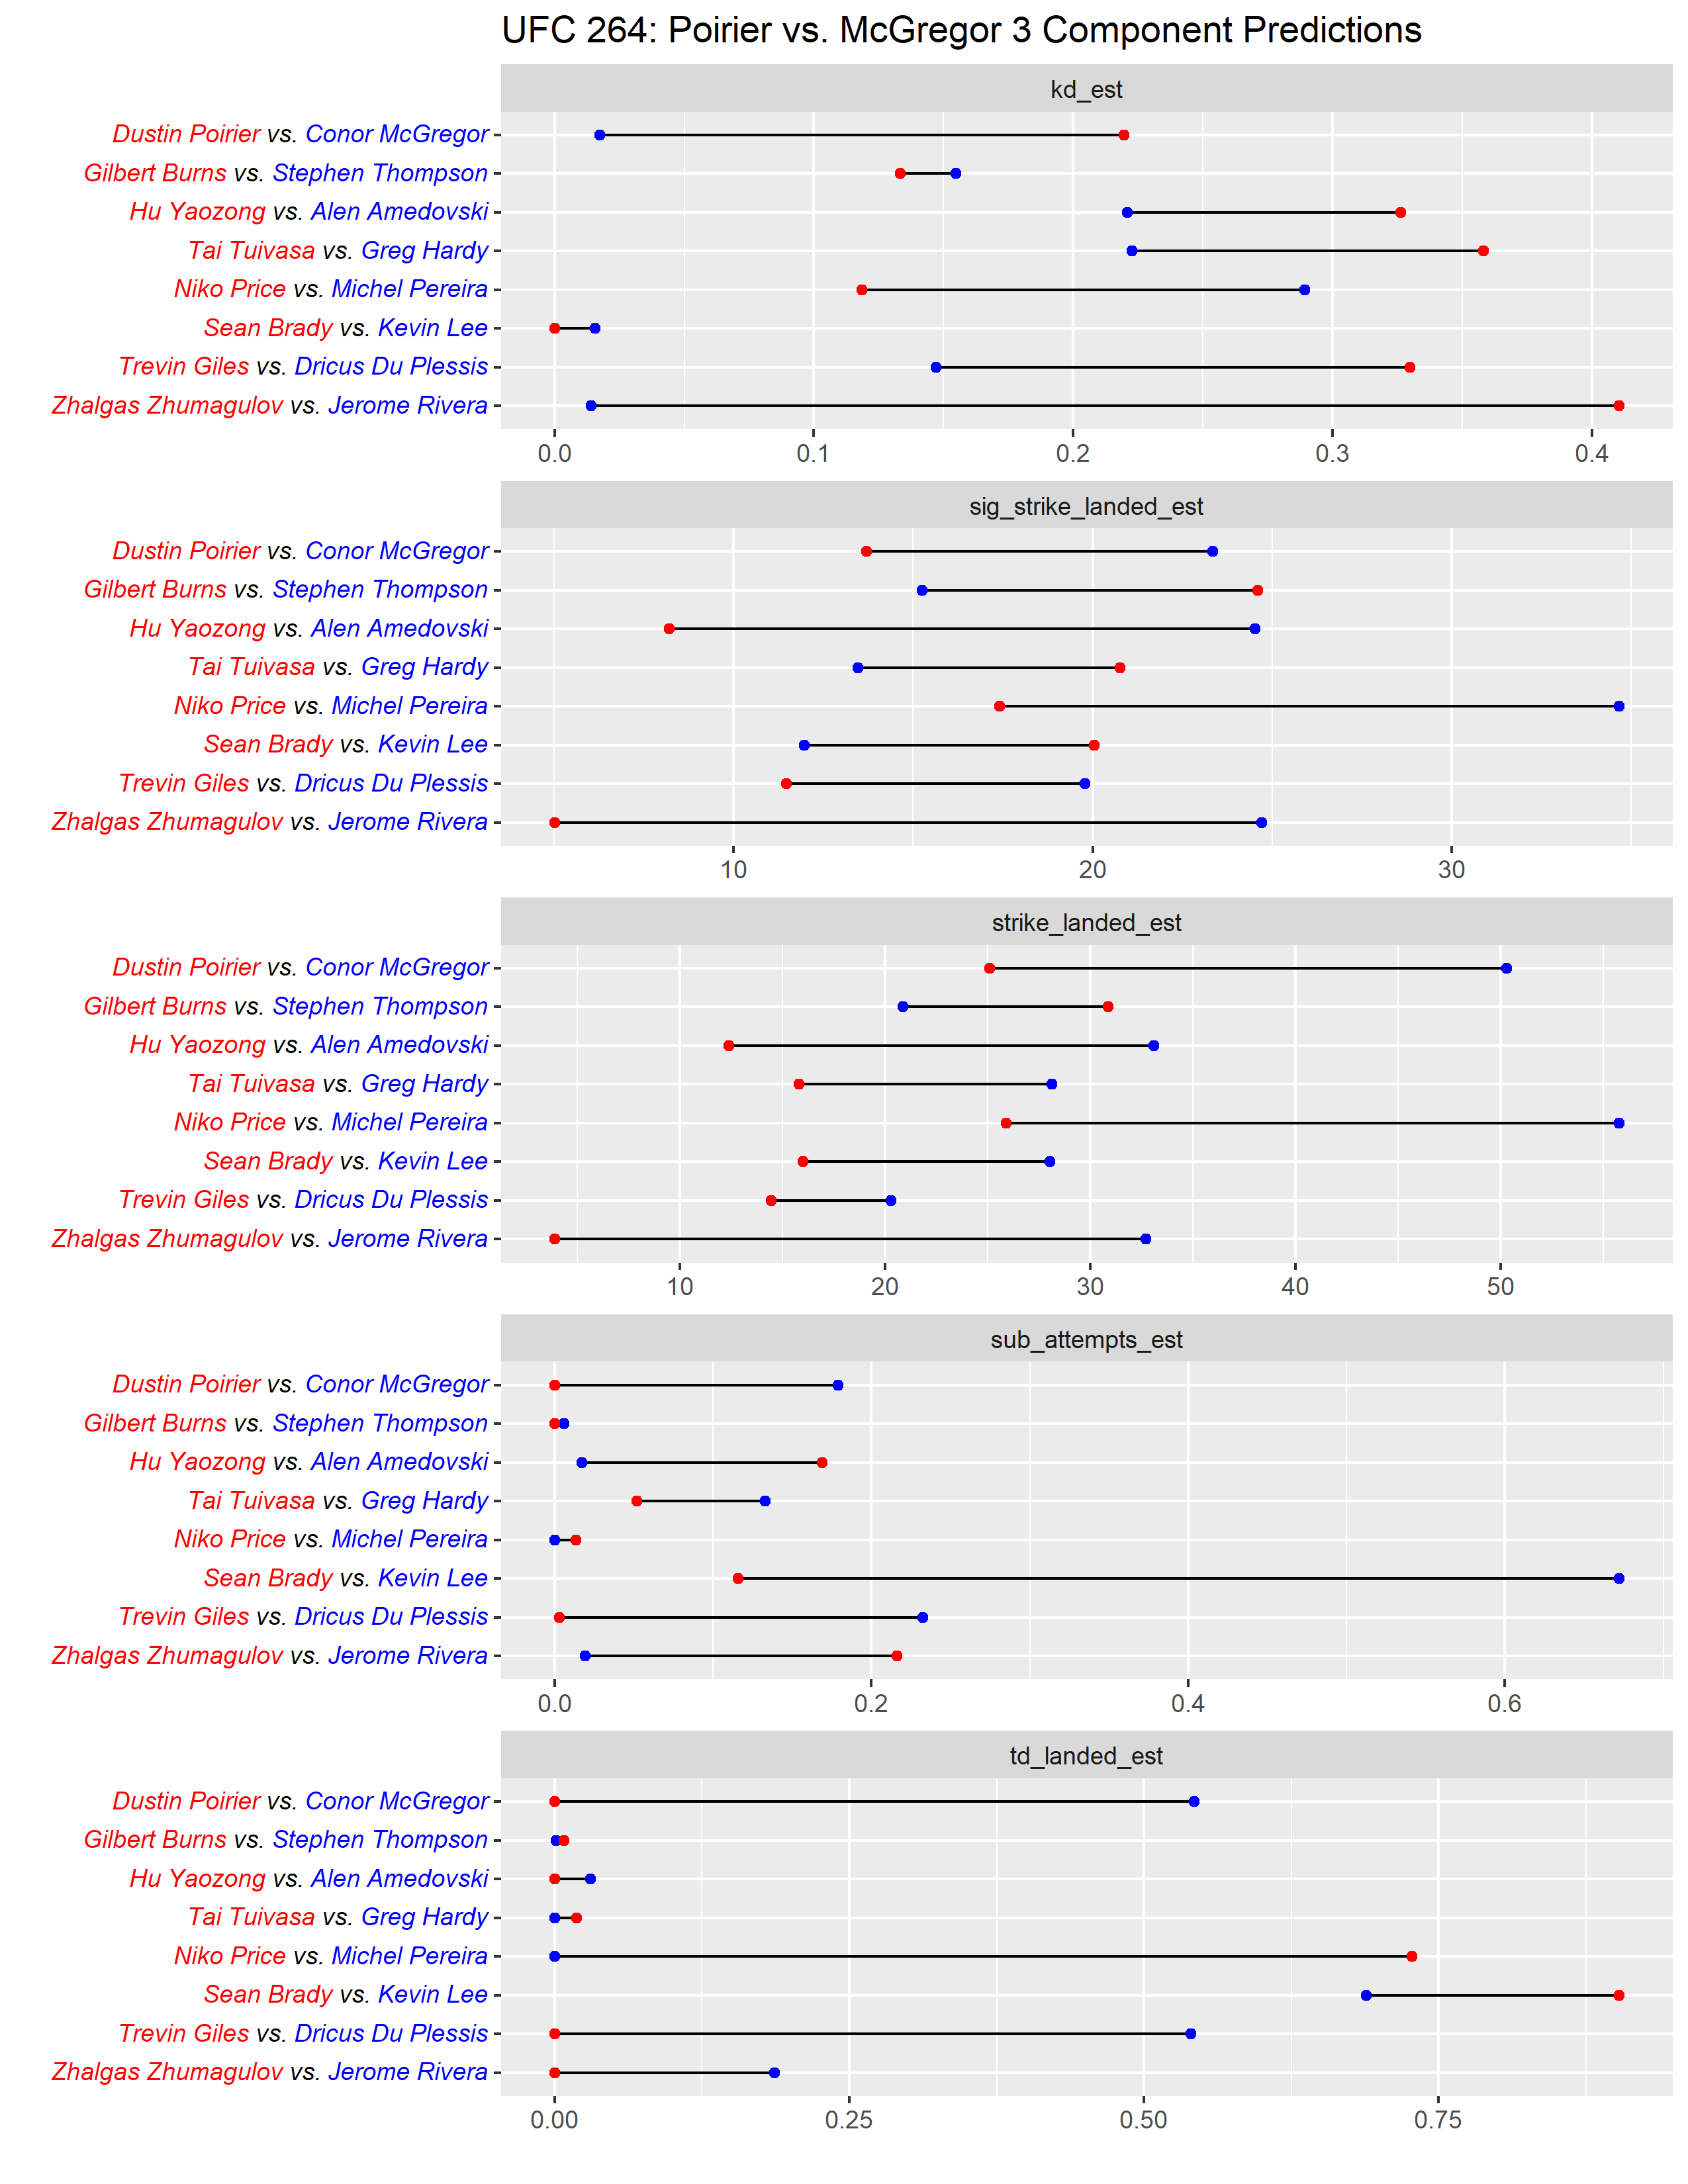 UFC 264: Poirier vs. McGregor 3 Component Predictions
kd_est
Dustin Poirier vs. Conor McGregor
Gilbert Burns vs. Stephen Thompson
Hu Yaozong vs. Alen Amedovski
Tai Tuivasa vs. Greg Hardy
Niko Price vs. Michel Pereira
Sean Brady vs. Kevin Lee
Trevin Giles vs. Dricus Du Plessis
Zhalgas Zhumagulov vs. Jerome Rivera
0.0 0.1 0.2 0.3 0.4
sig_strike_landed_est
Dustin Poirier vs. Conor McGregor
Gilbert Burns vs. Stephen Thompson
Hu Yaozong vs. Alen Amedovski
Tai Tuivasa vs. Greg Hardy
Niko Price vs. Michel Pereira
Sean Brady vs. Kevin Lee
Trevin Giles vs. Dricus Du Plessis
Zhalgas Zhumagulov vs. Jerome Rivera
10 20 30
strike_landed_est
Dustin Poirier vs. Conor McGregor
Gilbert Burns vs. Stephen Thompson
Hu Yaozong vs. Alen Amedovski
Tai Tuivasa vs. Greg Hardy
Niko Price vs. Michel Pereira
Sean Brady vs. Kevin Lee
Trevin Giles vs. Dricus Du Plessis
Zhalgas Zhumagulov vs. Jerome Rivera
10 20 30 40 50
sub_attempts_est
Dustin Poirier vs. Conor McGregor
Gilbert Burns vs. Stephen Thompson
Hu Yaozong vs. Alen Amedovski
Tai Tuivasa vs. Greg Hardy
Niko Price vs. Michel Pereira
Sean Brady vs. Kevin Lee
Trevin Giles vs. Dricus Du Plessis
Zhalgas Zhumagulov vs. Jerome Rivera
0.0 0.2 0.4 0.6
td_landed_est
Dustin Poirier vs. Conor McGregor
Gilbert Burns vs. Stephen Thompson
Hu Yaozong vs. Alen Amedovski
Tai Tuivasa vs. Greg Hardy
Niko Price vs. Michel Pereira
Sean Brady vs. Kevin Lee
Trevin Giles vs. Dricus Du Plessis
Zhalgas Zhumagulov vs. Jerome Rivera
0.00 0.25 0.50 0.75